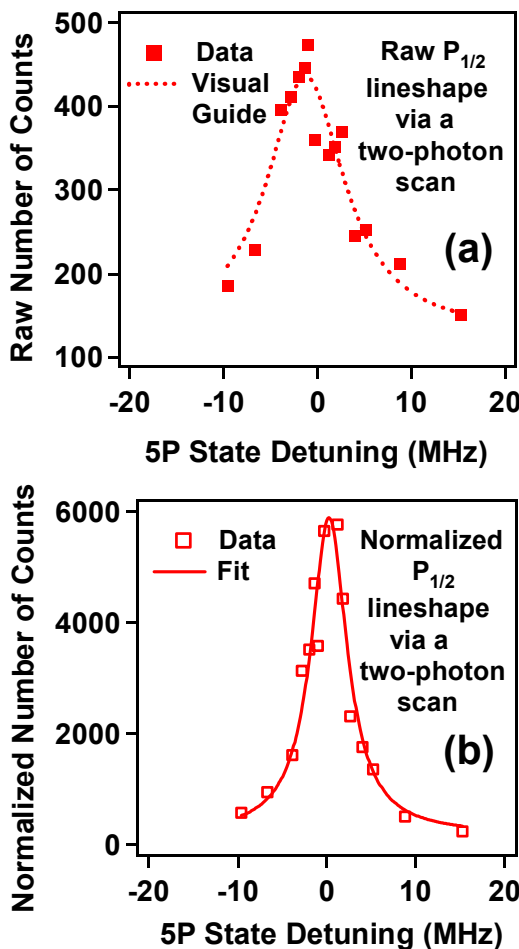 500
400
300
200
100
Raw Number of Counts
Data
Visual
Guide
Raw P1/2
lineshape
via a
two-photon
scan
(a)
-20 -10 0 10 20
5P State Detuning (MHz)
6000
4000
2000
0
Normalized Number of Counts
Data
Fit
Normalized
P1/2
lineshape
via a
two-photon
scan
(b)
-20 -10 0 10 20
5P State Detuning (MHz)